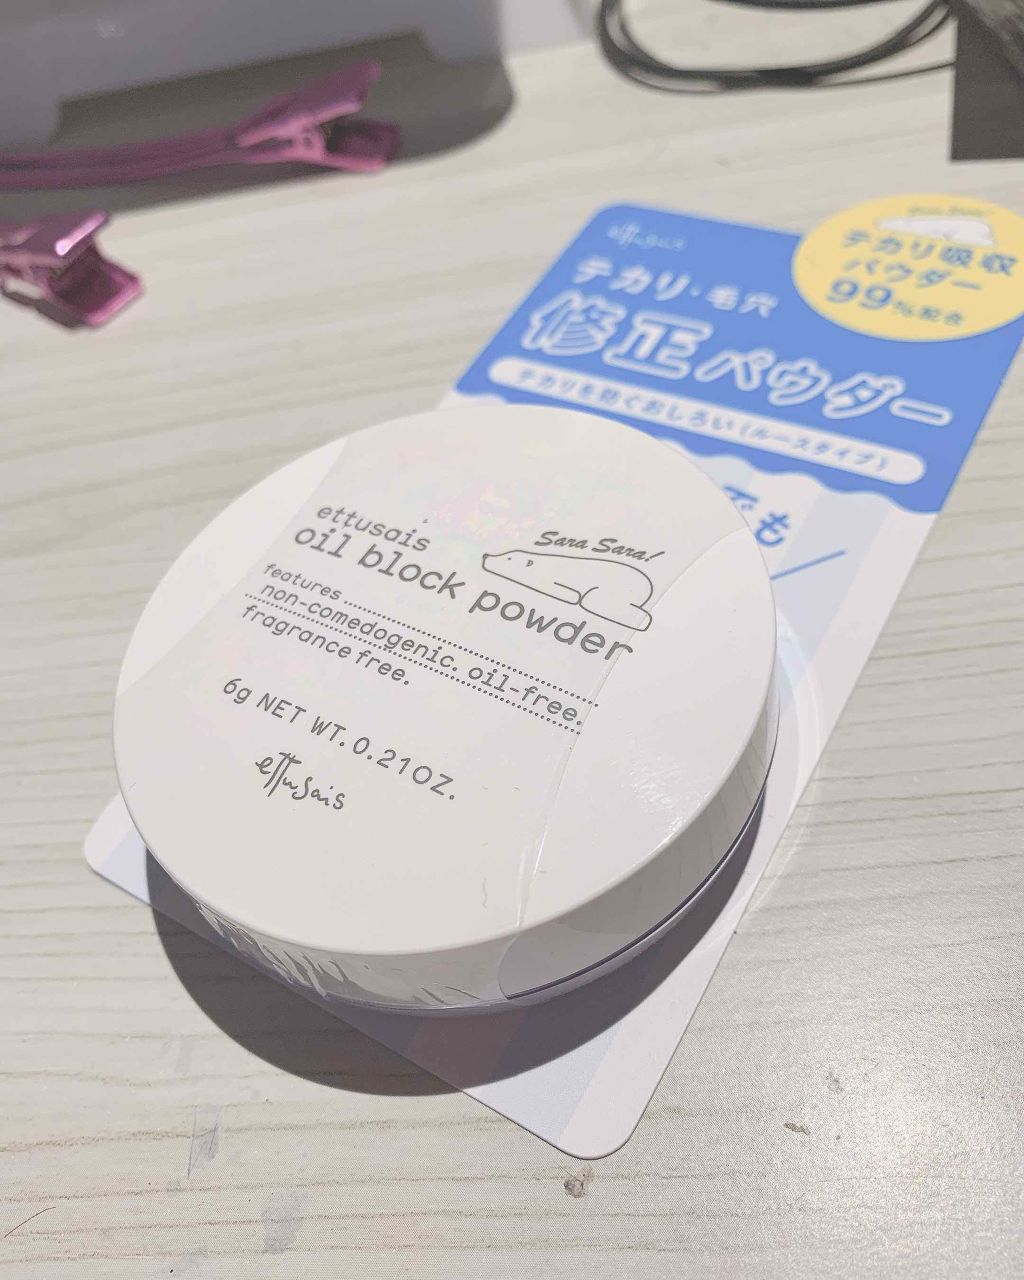 ettusais
テカリ・毛穴
修正パウダー
テカリを防ぐおしろい(ルースタイプ)
テカリ吸収
パウダー
99%配合
でも
ettusais
oil block powder
Sara Sara!
features
non-comedogenic. oil-free.
fragrance free.
6g NET WT. 0.21OZ.
ettusais